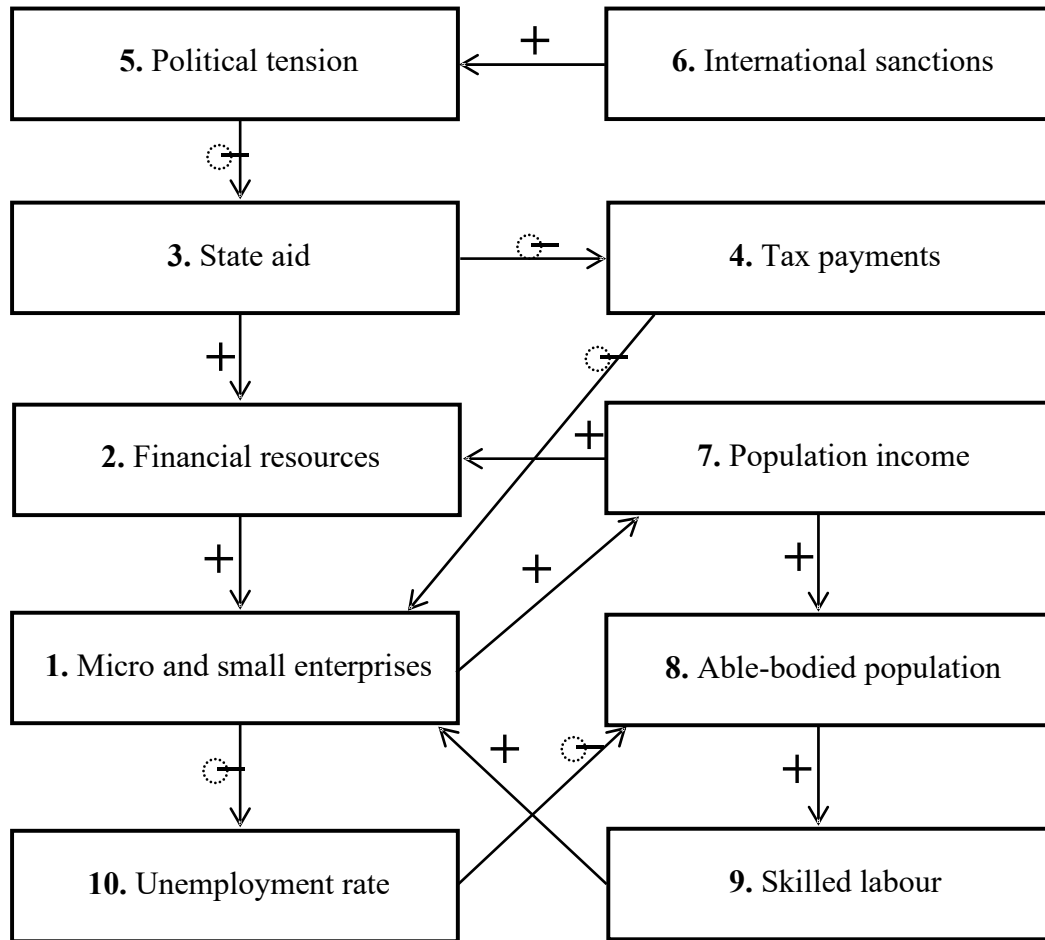 5. Political tension
+
6. International sanctions
−
3. State aid
−
4. Tax payments
+
−
2. Financial resources
+
7. Population income
+
+
+
1. Micro and small enterprises
8. Able-bodied population
−
+
−
+
10. Unemployment rate
9. Skilled labour